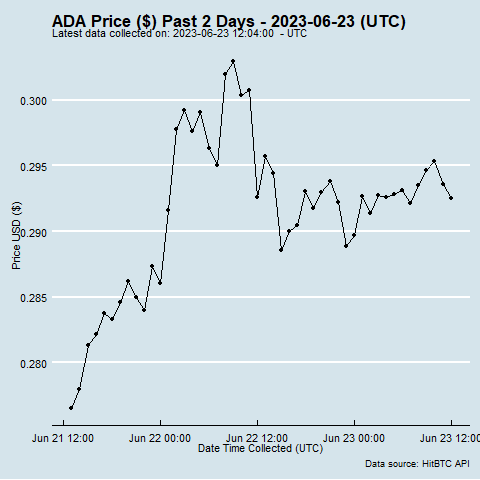 ADA Price ($) Past 2 Days - 2023-06-23 (UTC)
Latest data collected on: 2023-06-23 12:04:00  - UTC
0.300
0.295
0.290
0.285
0.280
Price USD ($)
Jun 21 12:00 Jun 22 00:00 Jun 22 12:00 Jun 23 00:00 Jun 23 12:00
Date Time Collected (UTC)
Data source: HitBTC API